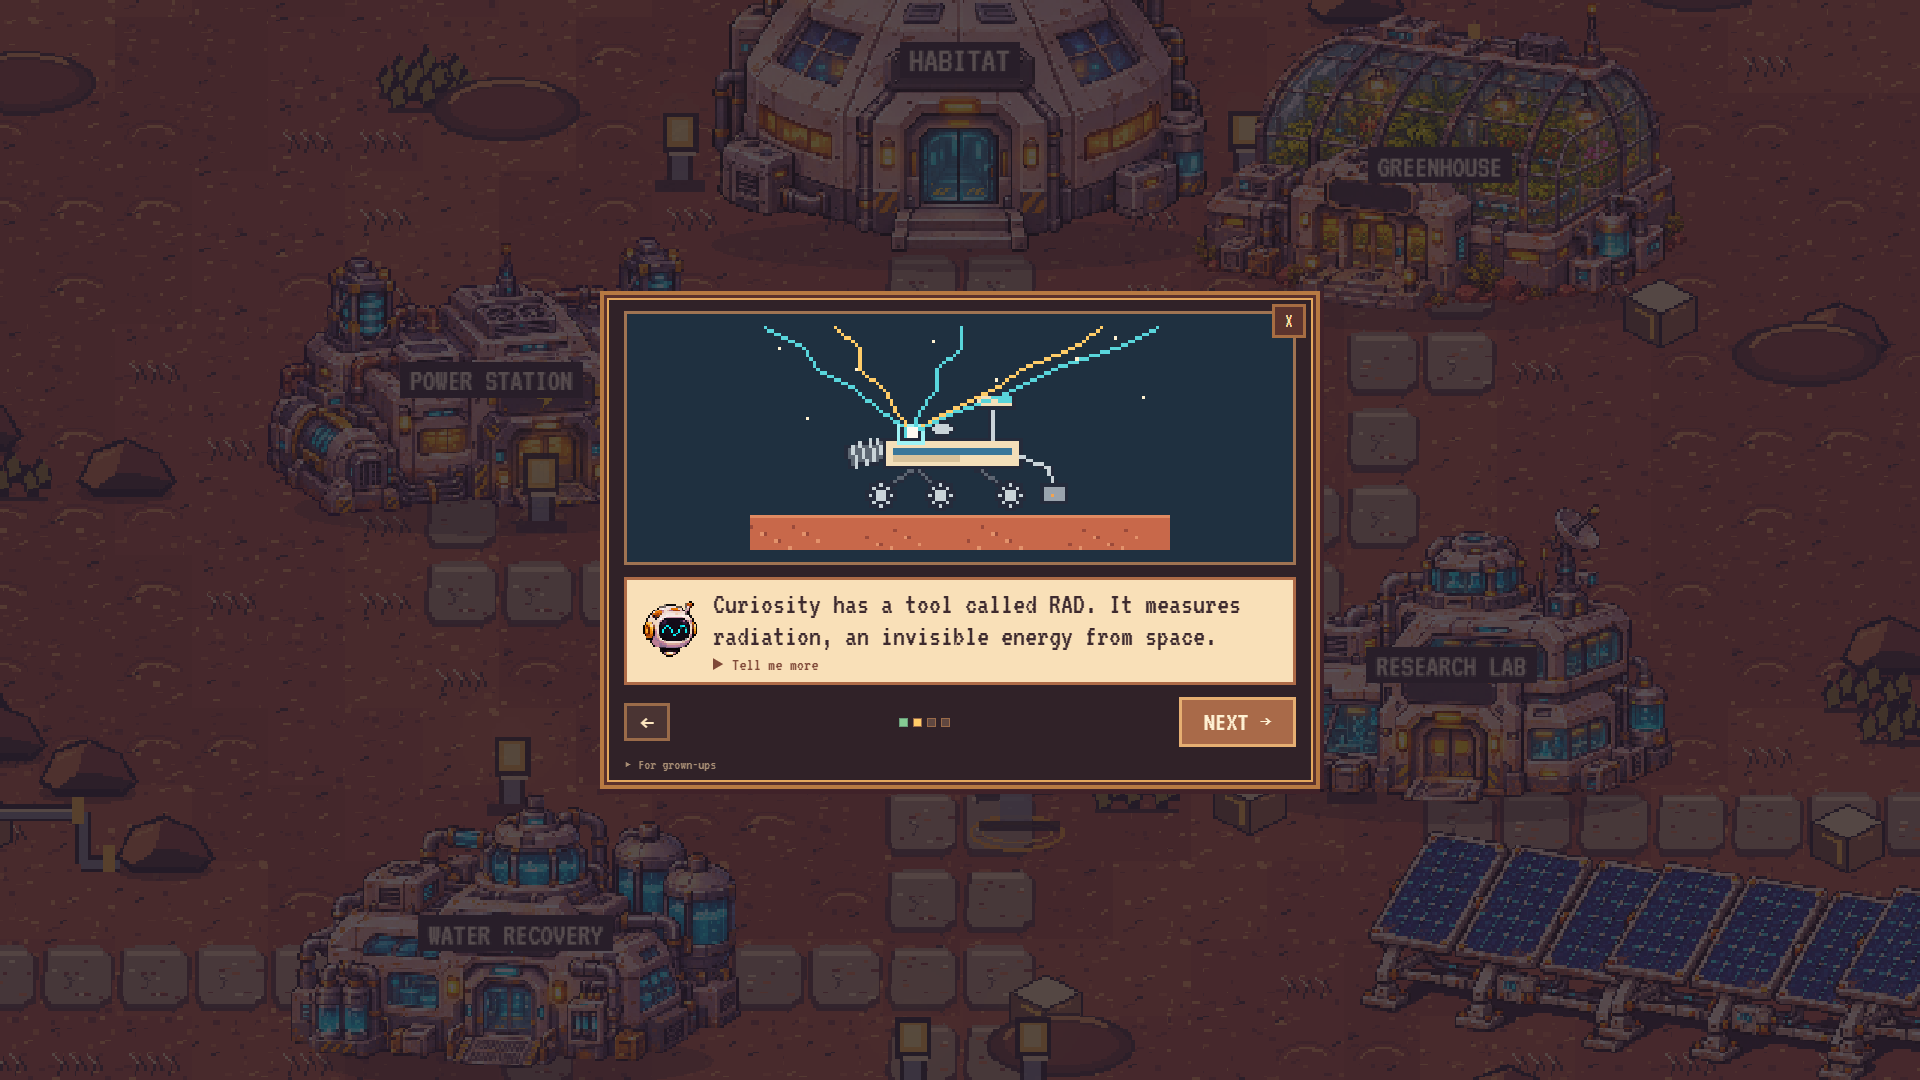 HABITAT
GREENHOUSE
POWER STATION
X
Curiosity has a tool called RAD. It measures
radiation, an invisible energy from space.
▶ Tell me more
←
NEXT →
▸ For grown-ups
RESEARCH LAB
WATER RECOVERY